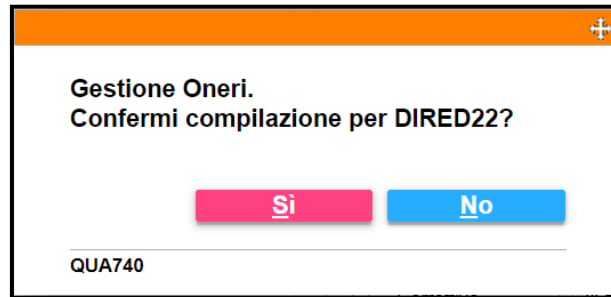 Gestione Oneri.
Confermi compilazione per DIRED22?
Sì No
QUA740